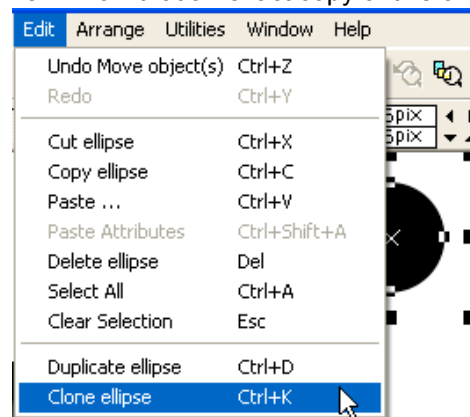 Edit Arrange Utilities Window Help
Undo Move object(s) Ctrl+Z
Redo Ctrl+Y
Cut ellipse Ctrl+X
Copy ellipse Ctrl+C
Paste ... Ctrl+V
Paste Attributes Ctrl+Shift+A
Delete ellipse Del
Select All Ctrl+A
Clear Selection Esc
Duplicate ellipse Ctrl+D
Clone ellipse Ctrl+K
5pix
5pix